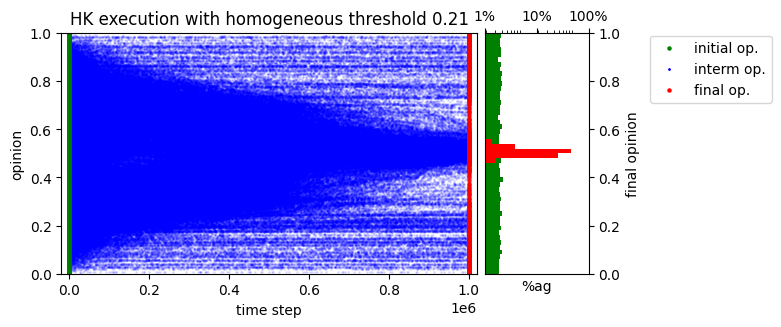 HK execution with homogeneous threshold 0.21
1% 10% 100%
initial op.
interm op.
final op.
1.0 1.0
0.8 0.8
0.6 0.6
0.4 0.4
0.2 0.2
0.0 0.0
opinion
final opinion
0.0 0.2 0.4 0.6 0.8 1.0
1e6
time step
%ag